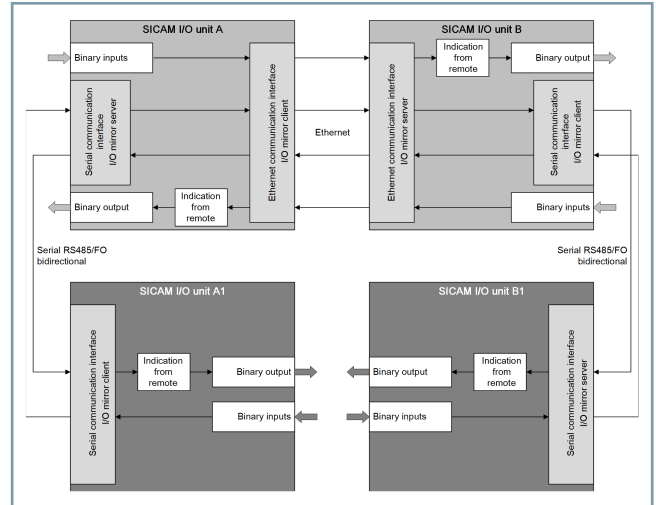 SICAM I/O unit A
Binary inputs
Serial communication
interface
I/O mirror server
Ethernet communication interface
I/O mirror client
Binary output
Indication
from
remote
Ethernet
SICAM I/O unit B
Ethernet communication interface
I/O mirror server
Indication
from
remote
Binary output
Serial communication
interface
I/O mirror client
Binary inputs
Serial RS485/FO
bidirectional
Serial RS485/FO
bidirectional
SICAM I/O unit A1
Serial communication interface
I/O mirror client
Indication
from
remote
Binary output
Binary inputs
SICAM I/O unit B1
Binary output
Indication
from
remote
Binary inputs
Serial communication interface
I/O mirror server